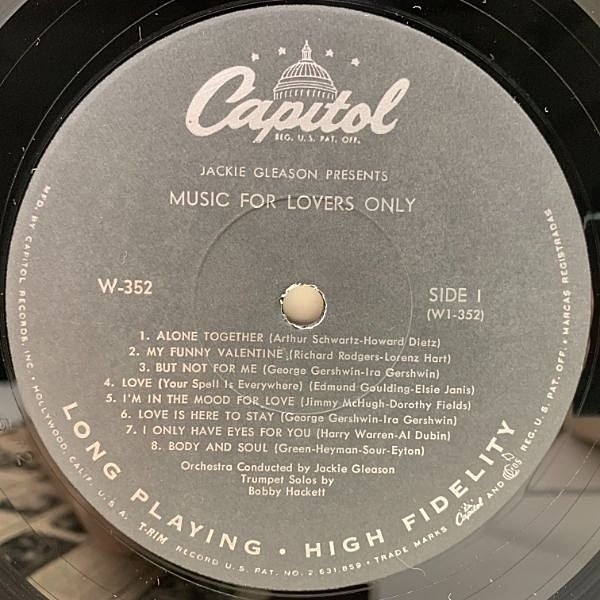 Capitol
REG. U.S. PAT. OFF.
JACKIE GLEASON PRESENTS
MUSIC FOR LOVERS ONLY
W-352
SIDE 1
(W1-352)
1. ALONE TOGETHER (Arthur Schwartz-Howard Dietz)
2. MY FUNNY VALENTINE (Richard Rodgers-Lorenz Hart)
3. BUT NOT FOR ME (George Gershwin-Ira Gershwin)
4. LOVE (Your Spell Is Everywhere) (Edmund Goulding-Elsie Janis)
5. I'M IN THE MOOD FOR LOVE (Jimmy McHugh-Dorothy Fields)
6. LOVE IS HERE TO STAY (George Gershwin-Ira Gershwin)
7. I ONLY HAVE EYES FOR YOU (Harry Warren-Al Dubin)
8. BODY AND SOUL (Green-Heyman-Sour-Eyton)
Orchestra Conducted by Jackie Gleason
Trumpet Solos by
Bobby Hackett
LONG PLAYING • HIGH FIDELITY
MFD. BY CAPITOL RECORDS, INC. • HOLLYWOOD, CALIF., U.S.A. T-RIM RECORD U.S. PAT. NO. 2,631,859 • TRADE MARKS Capitol AND REG. U.S. PAT. OFF. • MARCAS REGISTRADAS